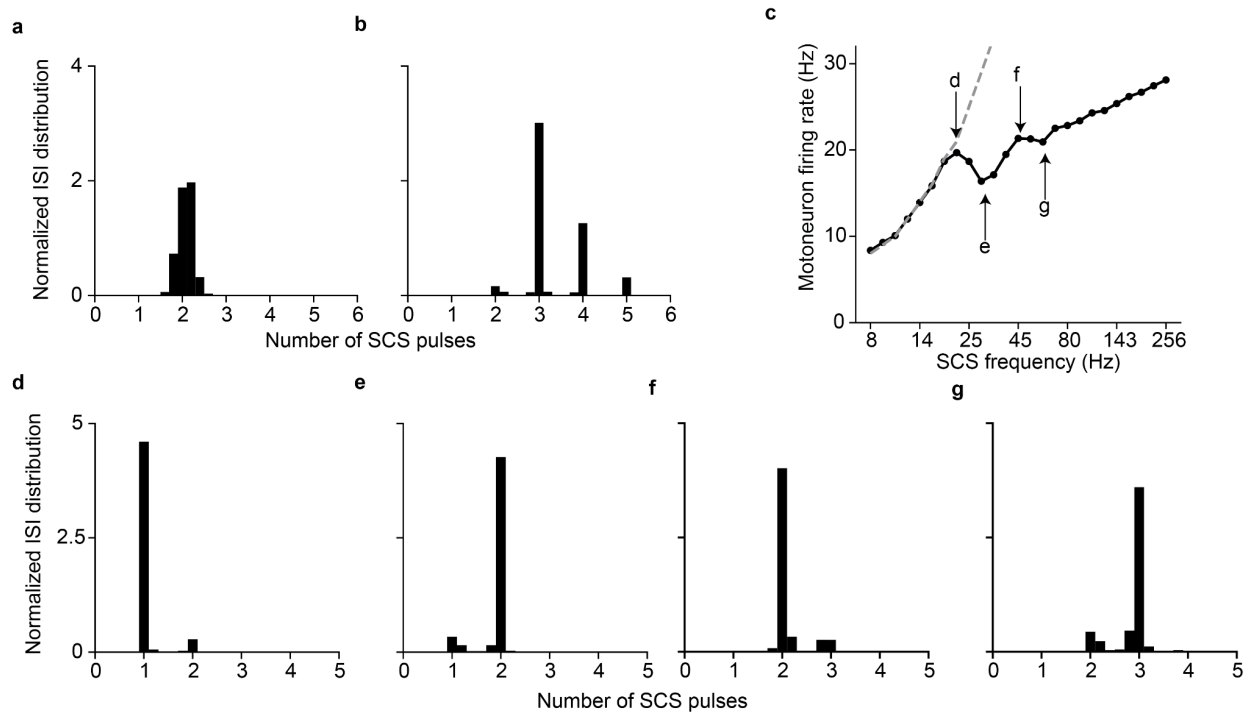 a
b
c
4
2
0
Normalized ISI distribution
0 1 2 3 4 5 6
0 1 2 3 4 5 6
Number of SCS pulses
Motoneuron firing rate (Hz)
30
20
10
0
d
f
e
g
8 14 25 45 80 143 256
SCS frequency (Hz)
d
e
f
g
5
2.5
0
Normalized ISI distribution
0 1 2 3 4 5
0 1 2 3 4 5
0 1 2 3 4 5
0 1 2 3 4 5
Number of SCS pulses